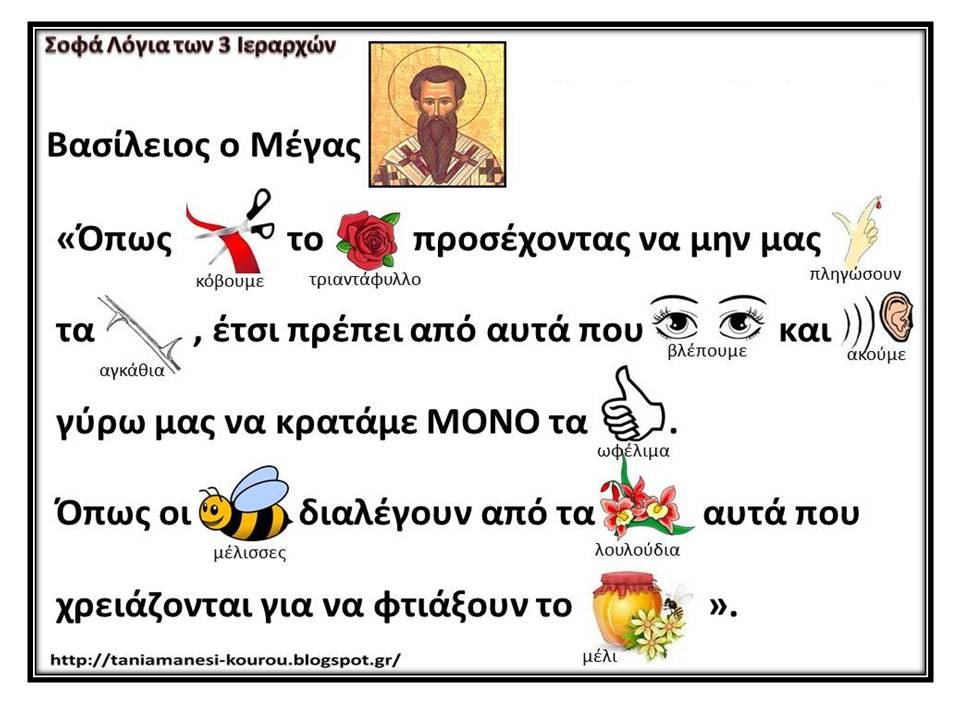 Σοφά Λόγια των 3 Ιεραρχών
Βασίλειος ο Μέγας
«Όπως κόβουμε το τριαντάφυλλο προσέχοντας να μην μας πληγώσουν
τα αγκάθια , έτσι πρέπει από αυτά που βλέπουμε και ακούμε
γύρω μας να κρατάμε ΜΟΝΟ τα ωφέλιμα .
Όπως οι μέλισσες διαλέγουν από τα λουλούδια αυτά που
χρειάζονται για να φτιάξουν το μέλι ».
http://taniamanesi-kourou.blogspot.gr/